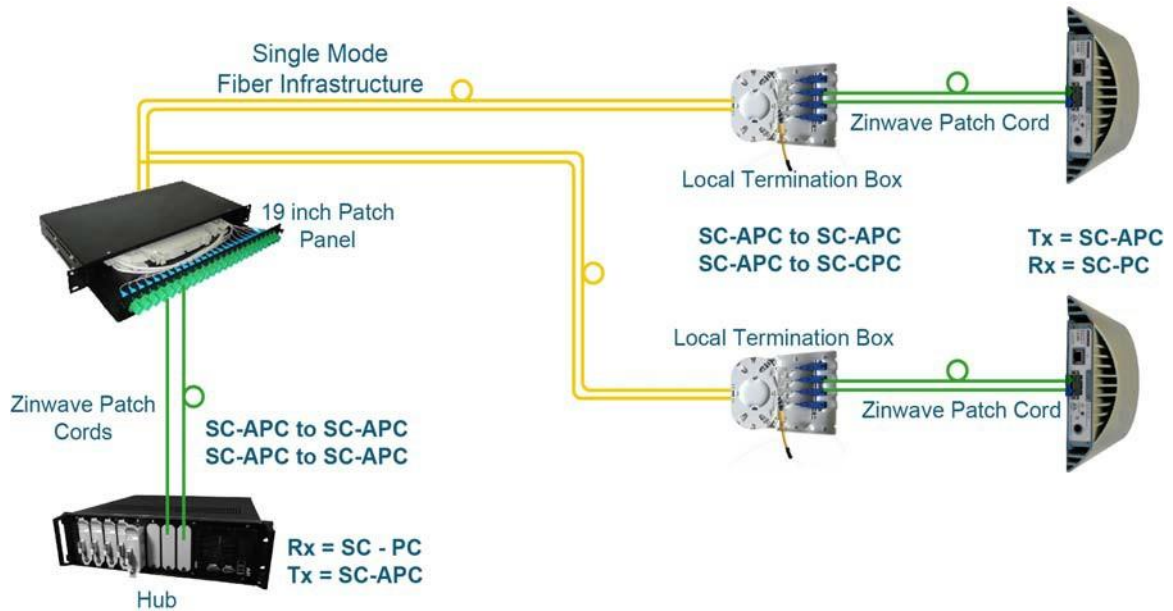 Single Mode
Fiber Infrastructure
Zinwave Patch Cord
Local Termination Box
19 inch Patch
Panel
SC-APC to SC-APC
SC-APC to SC-CPC
Tx = SC-APC
Rx = SC-PC
Local Termination Box
Zinwave Patch Cord
Zinwave Patch
Cords
SC-APC to SC-APC
SC-APC to SC-APC
Rx = SC - PC
Tx = SC-APC
Hub